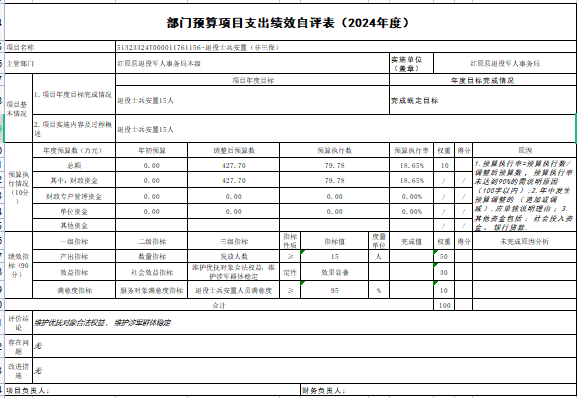 部门预算项目支出绩效自评表（2024年度）
项目名称 51323324T000011761156-退役士兵安置（非三保）
主管部门 红原县退役军人事务局本级 实施单位（盖章） 红原县退役军人事务局
项目基本情况 1.项目年度目标完成情况 项目年度目标 年度目标完成情况
退役士兵安置15人 完成既定目标
2.项目实施内容及过程概述 退役士兵安置15人
预算执行情况（10分） 年度预算数（万元） 年初预算 调整后预算数 预算执行数 预算执行率 权重 得分 原因
总额 0.00 427.70 79.78 18.65% 10
其中：财政资金 0.00 427.70 79.78 18.65% / /
财政专户管理资金 0.00 0.00 0.00 0.00% / /
单位资金 0.00 0.00 0.00 0.00% / /
其他资金 / /
1.预算执行率=预算执行数/调整后预算数，预算执行率未达到90%的需说明原因（100字以内）；2.年中发生预算调整的（追加或调减），应单独说明理由；3.其他资金包括：社会投入资金、银行贷款.
绩效指标（90分） 一级指标 二级指标 三级指标 指标性质 指标值 度量单位 完成值 权重 得分 未完成原因分析
产出指标 数量指标 发放人数 ≥ 15 人 50
效益指标 社会效益指标 维护优抚对象合法权益，维护涉军群体稳定 定性 效果显著 30
满意度指标 服务对象满意度指标 退役士兵安置人员满意度 ≥ 95 % 10
合计 100
评价结论 维护优抚对象合法权益，维护涉军群体稳定
存在问题 无
改进措施 无
项目负责人： 财务负责人：